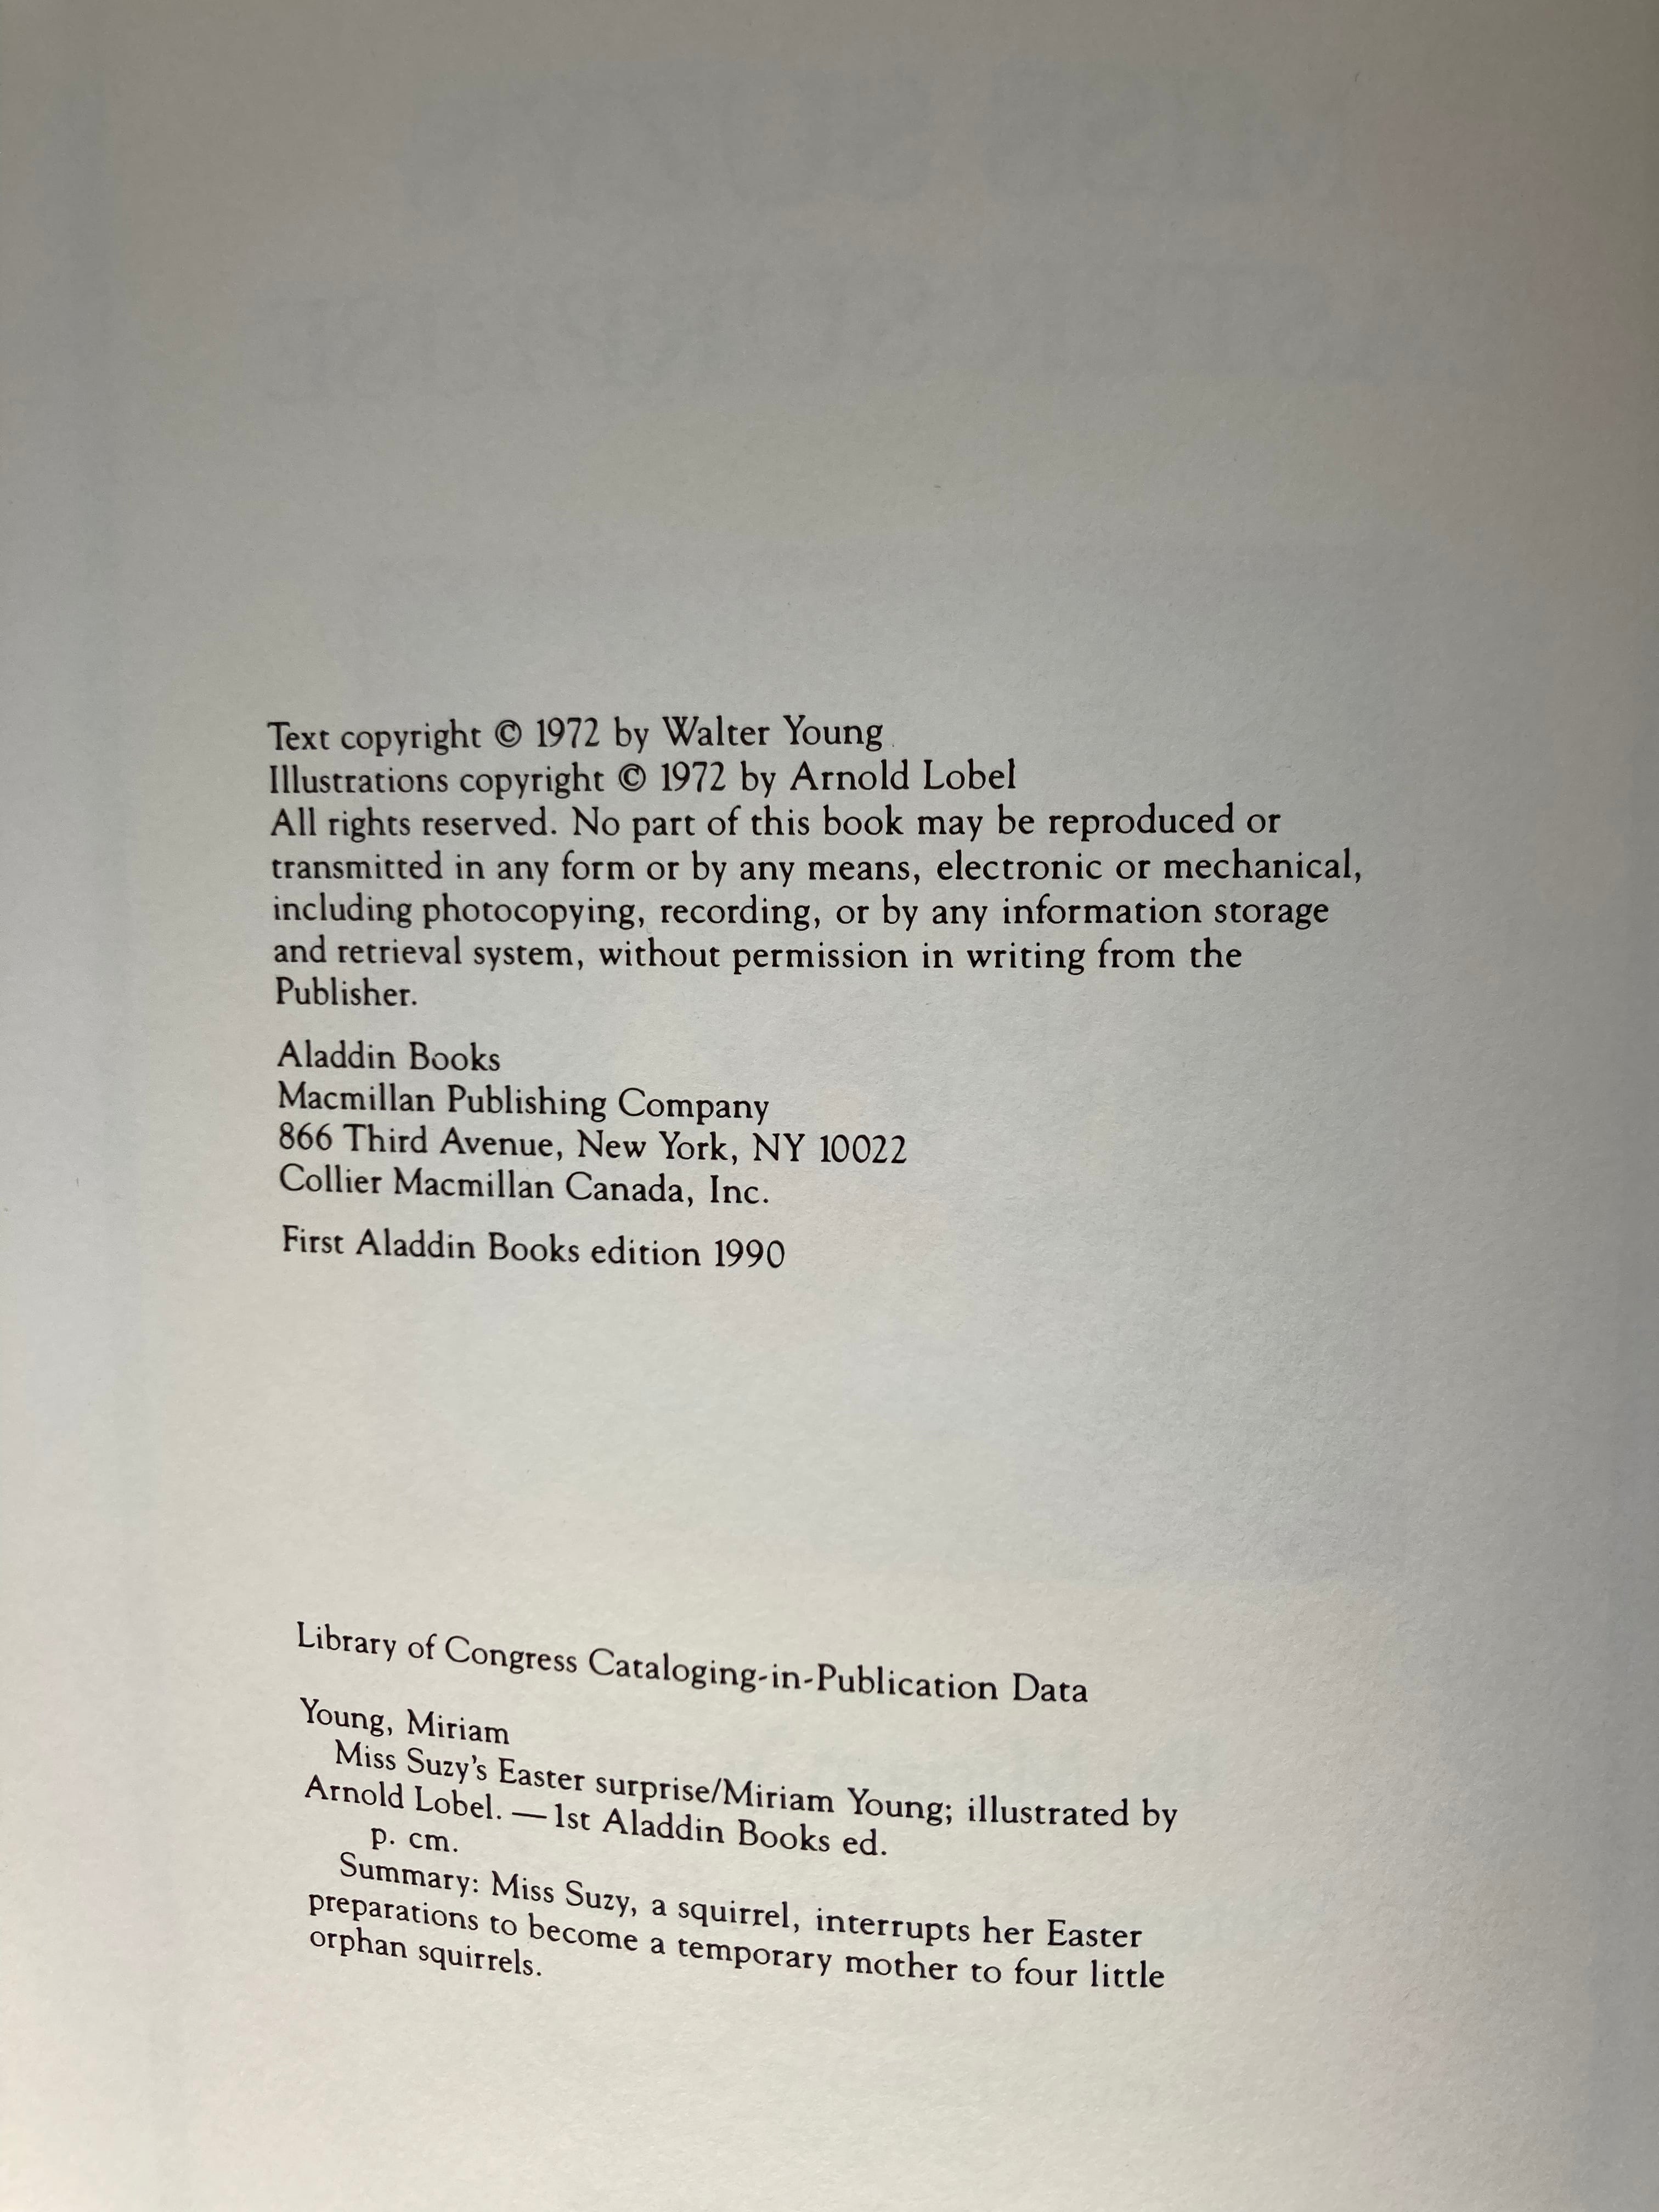 Text copyright © 1972 by Walter Young
Illustrations copyright © 1972 by Arnold Lobel
All rights reserved. No part of this book may be reproduced or
transmitted in any form or by any means, electronic or mechanical,
including photocopying, recording, or by any information storage
and retrieval system, without permission in writing from the
Publisher.
Aladdin Books
Macmillan Publishing Company
866 Third Avenue, New York, NY 10022
Collier Macmillan Canada, Inc.
First Aladdin Books edition 1990
Library of Congress Cataloging-in-Publication Data
Young, Miriam
Miss Suzy's Easter surprise/Miriam Young; illustrated by
Arnold Lobel. — 1st Aladdin Books ed.
p. cm.
Summary: Miss Suzy, a squirrel, interrupts her Easter
preparations to become a temporary mother to four little
orphan squirrels.